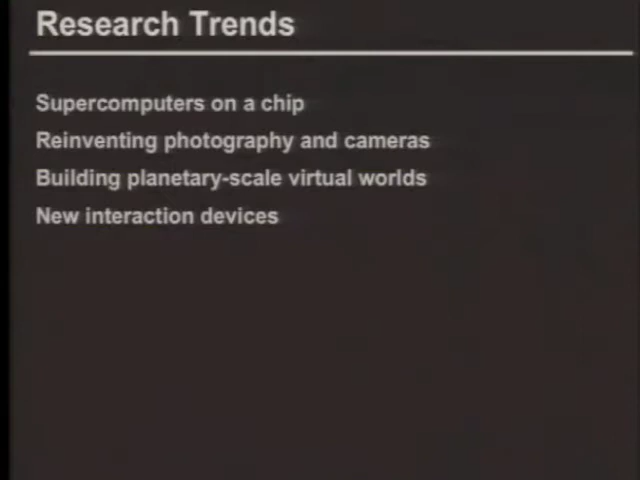 Research Trends
Supercomputers on a chip
Reinventing photography and cameras
Building planetary-scale virtual worlds
New interaction devices